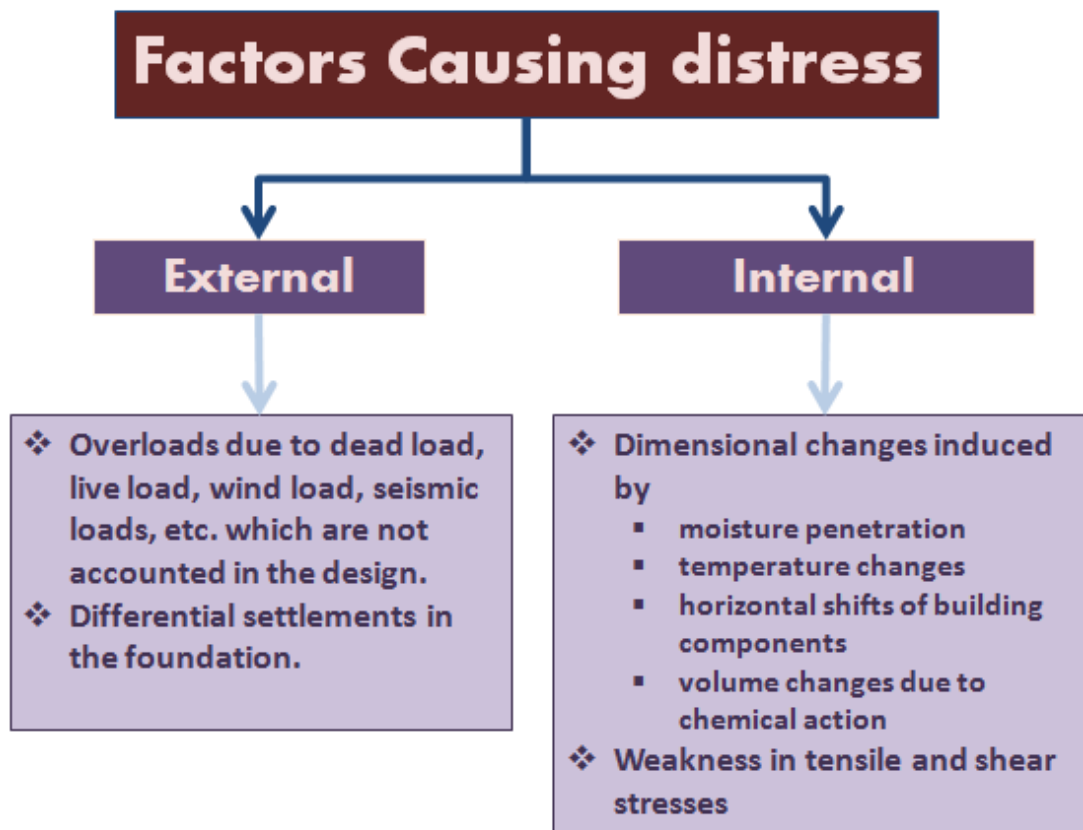 Factors Causing distress
External
Internal
❖ Overloads due to dead load,
live load, wind load, seismic
loads, etc. which are not
accounted in the design.
❖ Differential settlements in
the foundation.
❖ Dimensional changes induced
by
▪ moisture penetration
▪ temperature changes
▪ horizontal shifts of building
components
▪ volume changes due to
chemical action
❖ Weakness in tensile and shear
stresses